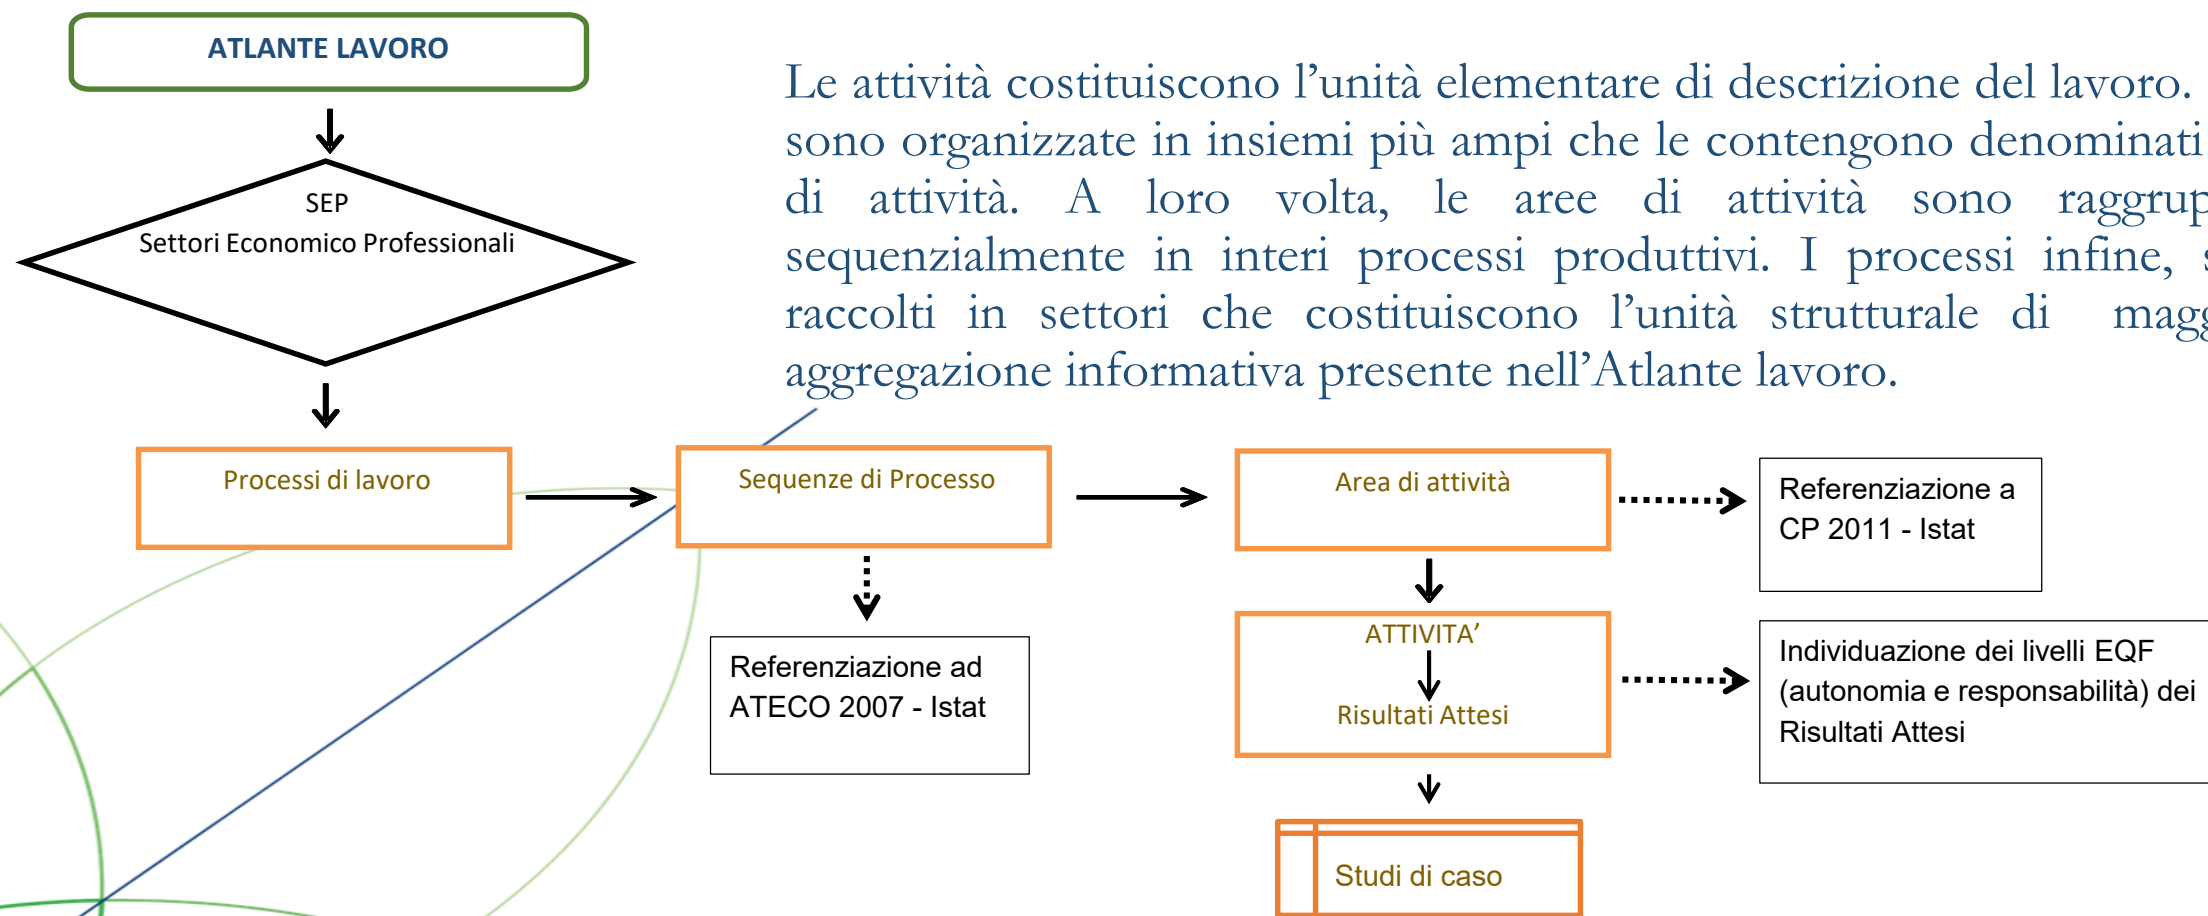 ATLANTE LAVORO
SEP
Settori Economico Professionali
Le attività costituiscono l’unità elementare di descrizione del lavoro.
sono organizzate in insiemi più ampi che le contengono denominati
di attività. A loro volta, le aree di attività sono
sequenzialmente in interi processi produttivi. I processi infine,
raccolti in settori che costituiscono l’unità strutturale di
aggregazione informativa presente nell’Atlante lavoro.
Processi di lavoro
Sequenze di Processo
Area di attività
Referenziazione a
CP 2011 - Istat
Referenziazione ad
ATECO 2007 - Istat
ATTIVITA’
Risultati Attesi
Individuazione dei livelli EQF
(autonomia e responsabilità) dei
Risultati Attesi
Studi di caso